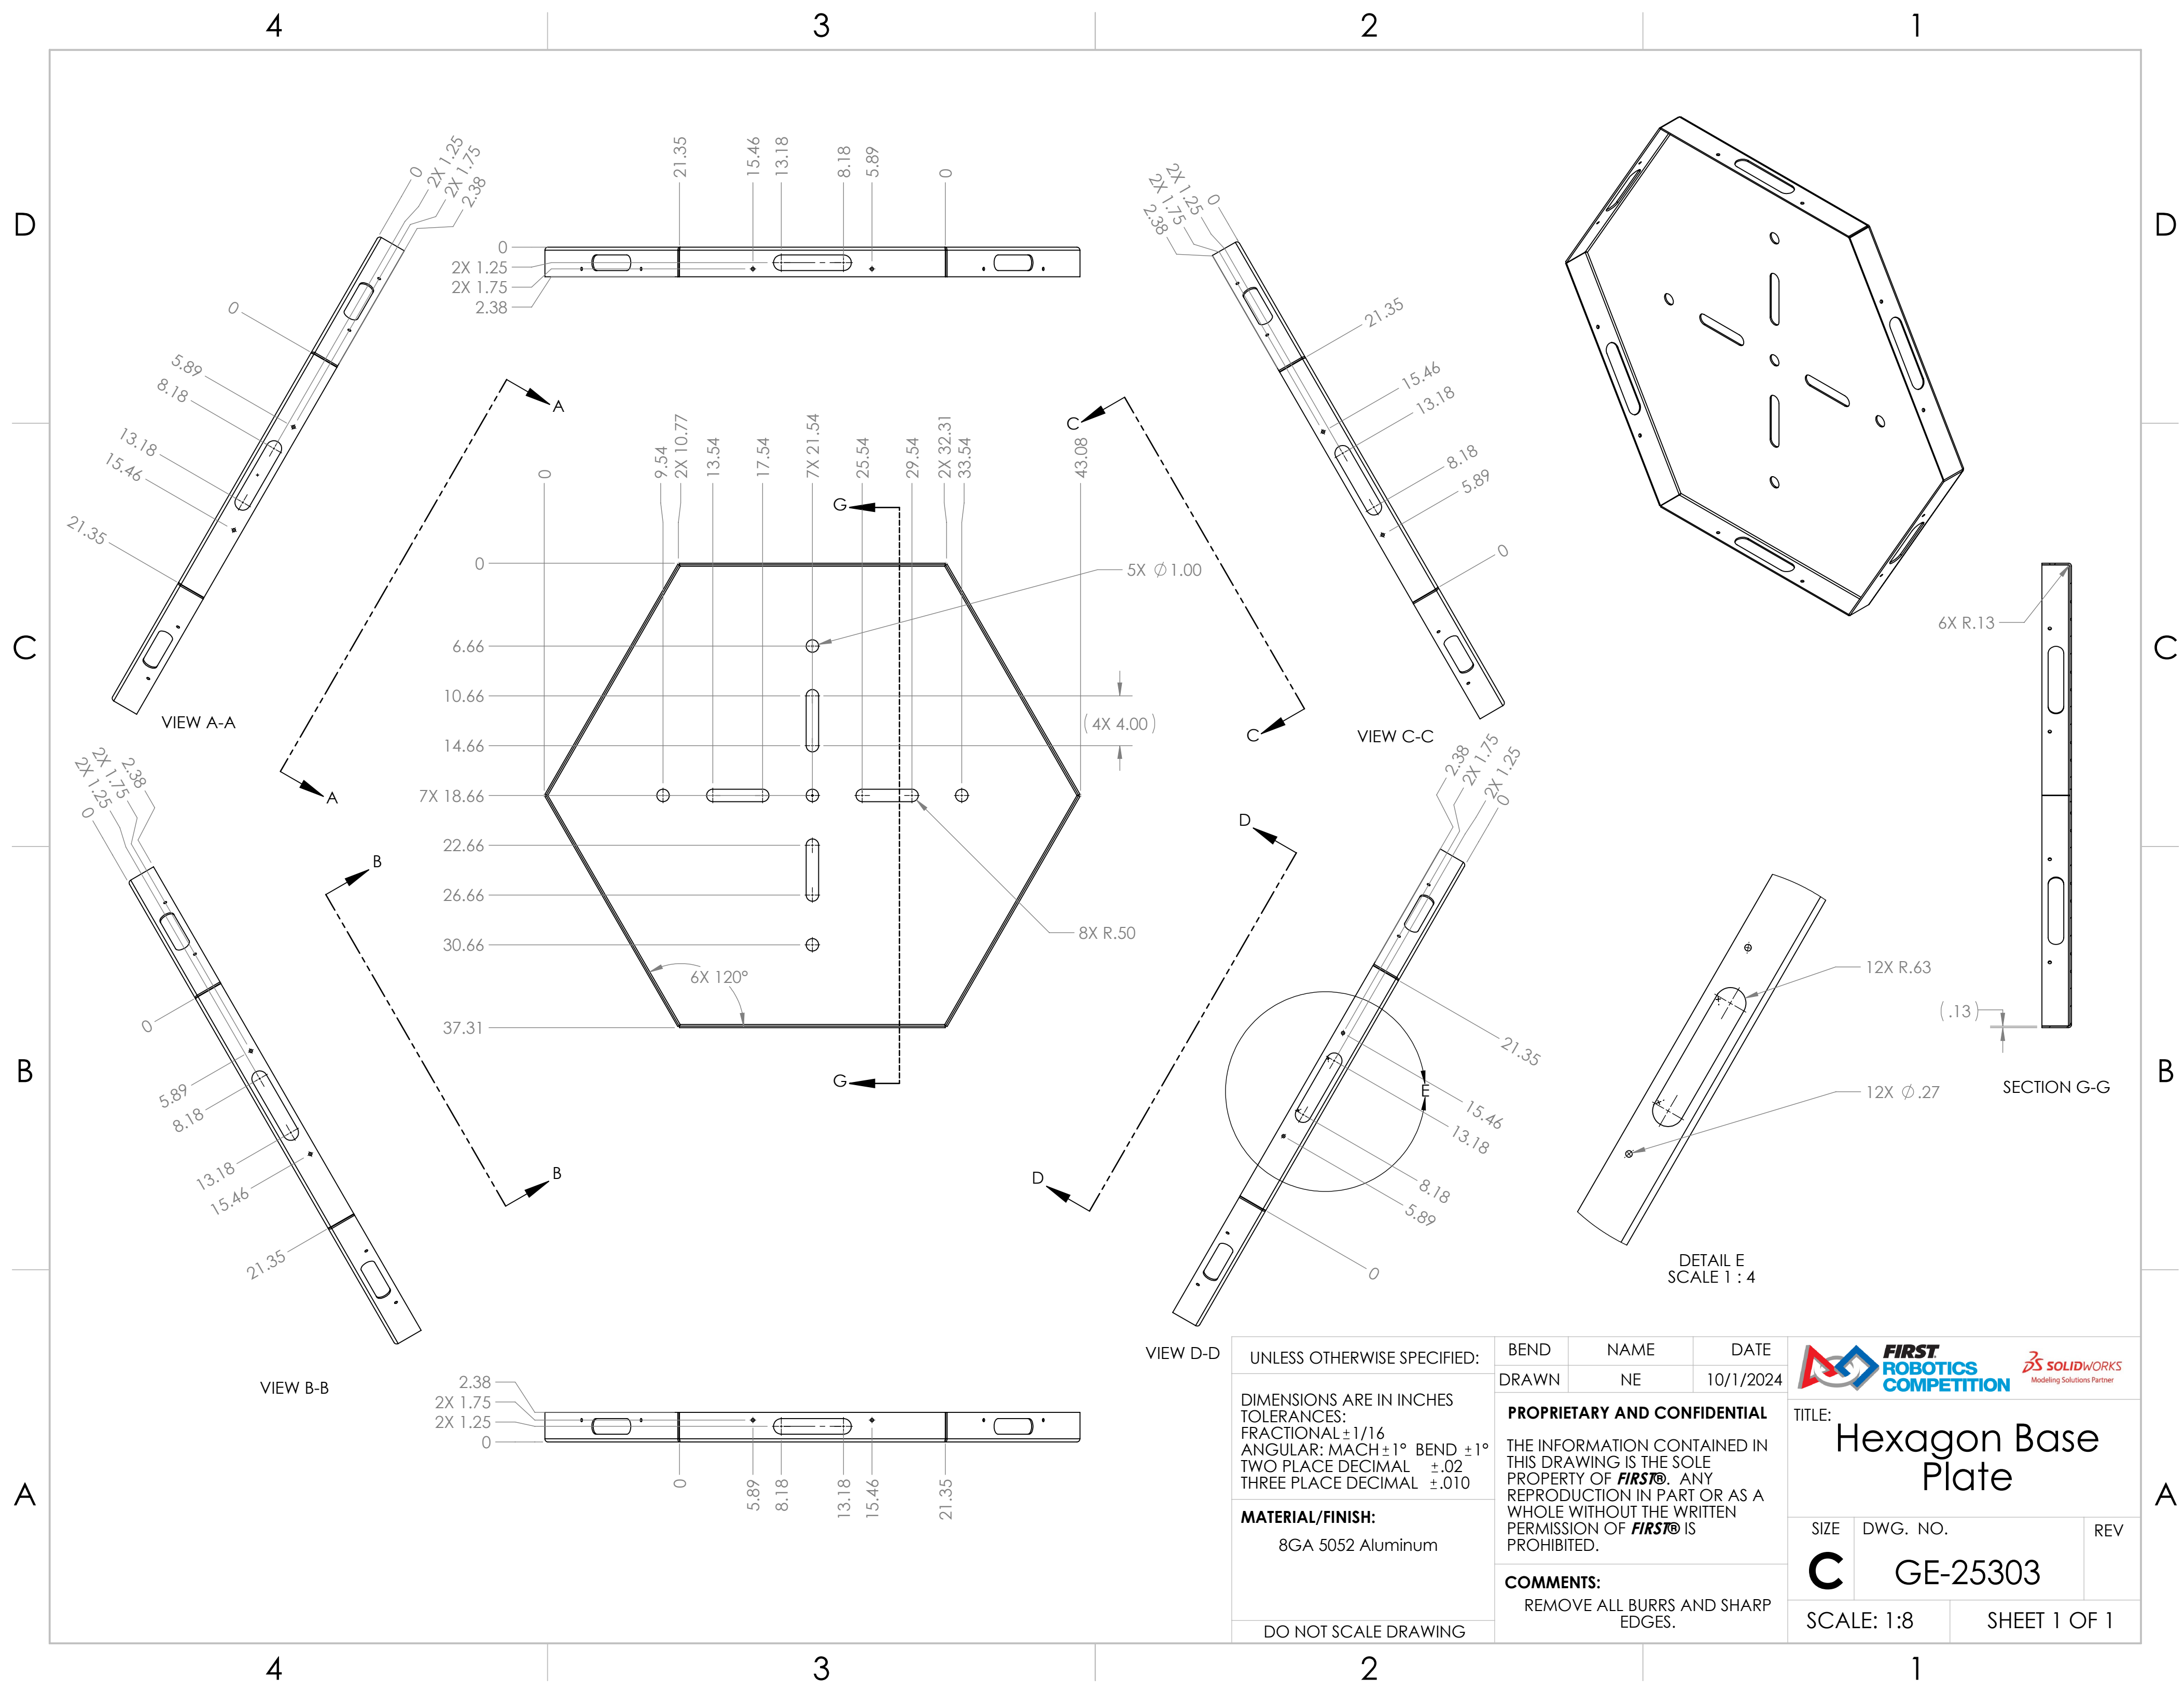 4
3
2
1
D
C
B
A
D
C
B
A
4
3
2
1
0
2X 1.25
2X 1.75
2.38
0
5.89
8.18
13.18
15.46
21.35
VIEW A-A
21.35
15.46
13.18
8.18
5.89
0
0
2X 1.25
2X 1.75
2.38
2.38
2X 1.75
2X 1.25
0
21.35
15.46
13.18
8.18
5.89
0
VIEW C-C
A
A
C
C
0
9.54
2X 10.77
13.54
17.54
7X 21.54
25.54
29.54
2X 32.31
33.54
43.08
G
G
0
6.66
10.66
14.66
7X 18.66
22.66
26.66
30.66
37.31
5X ∅1.00
(4X 4.00)
8X R.50
6X 120°
B
B
D
D
2X 1.25
2X 1.75
2.38
0
0
5.89
8.18
13.18
15.46
21.35
VIEW B-B
2.38
2X 1.75
2X 1.25
0
21.35
15.46
13.18
8.18
5.89
0
E
VIEW D-D
6X R.13
(.13)
SECTION G-G
12X R.63
12X ∅.27
DETAIL E
SCALE 1 : 4
2.38
2X 1.75
2X 1.25
0
0
5.89
8.18
13.18
15.46
21.35
UNLESS OTHERWISE SPECIFIED:
DIMENSIONS ARE IN INCHES
TOLERANCES:
FRACTIONAL±1/16
ANGULAR: MACH±1° BEND ±1°
TWO PLACE DECIMAL ±.02
THREE PLACE DECIMAL ±.010
MATERIAL/FINISH:
8GA 5052 Aluminum
DO NOT SCALE DRAWING
BEND NAME DATE
DRAWN NE 10/1/2024
PROPRIETARY AND CONFIDENTIAL
THE INFORMATION CONTAINED IN
THIS DRAWING IS THE SOLE
PROPERTY OF FIRST®. ANY
REPRODUCTION IN PART OR AS A
WHOLE WITHOUT THE WRITTEN
PERMISSION OF FIRST® IS
PROHIBITED.
COMMENTS:
REMOVE ALL BURRS AND SHARP
EDGES.
FIRST
ROBOTICS
COMPETITION
SOLIDWORKS
Modeling Solutions Partner
TITLE:
Hexagon Base
Plate
SIZE DWG. NO. REV
C GE-25303
SCALE: 1:8 SHEET 1 OF 1